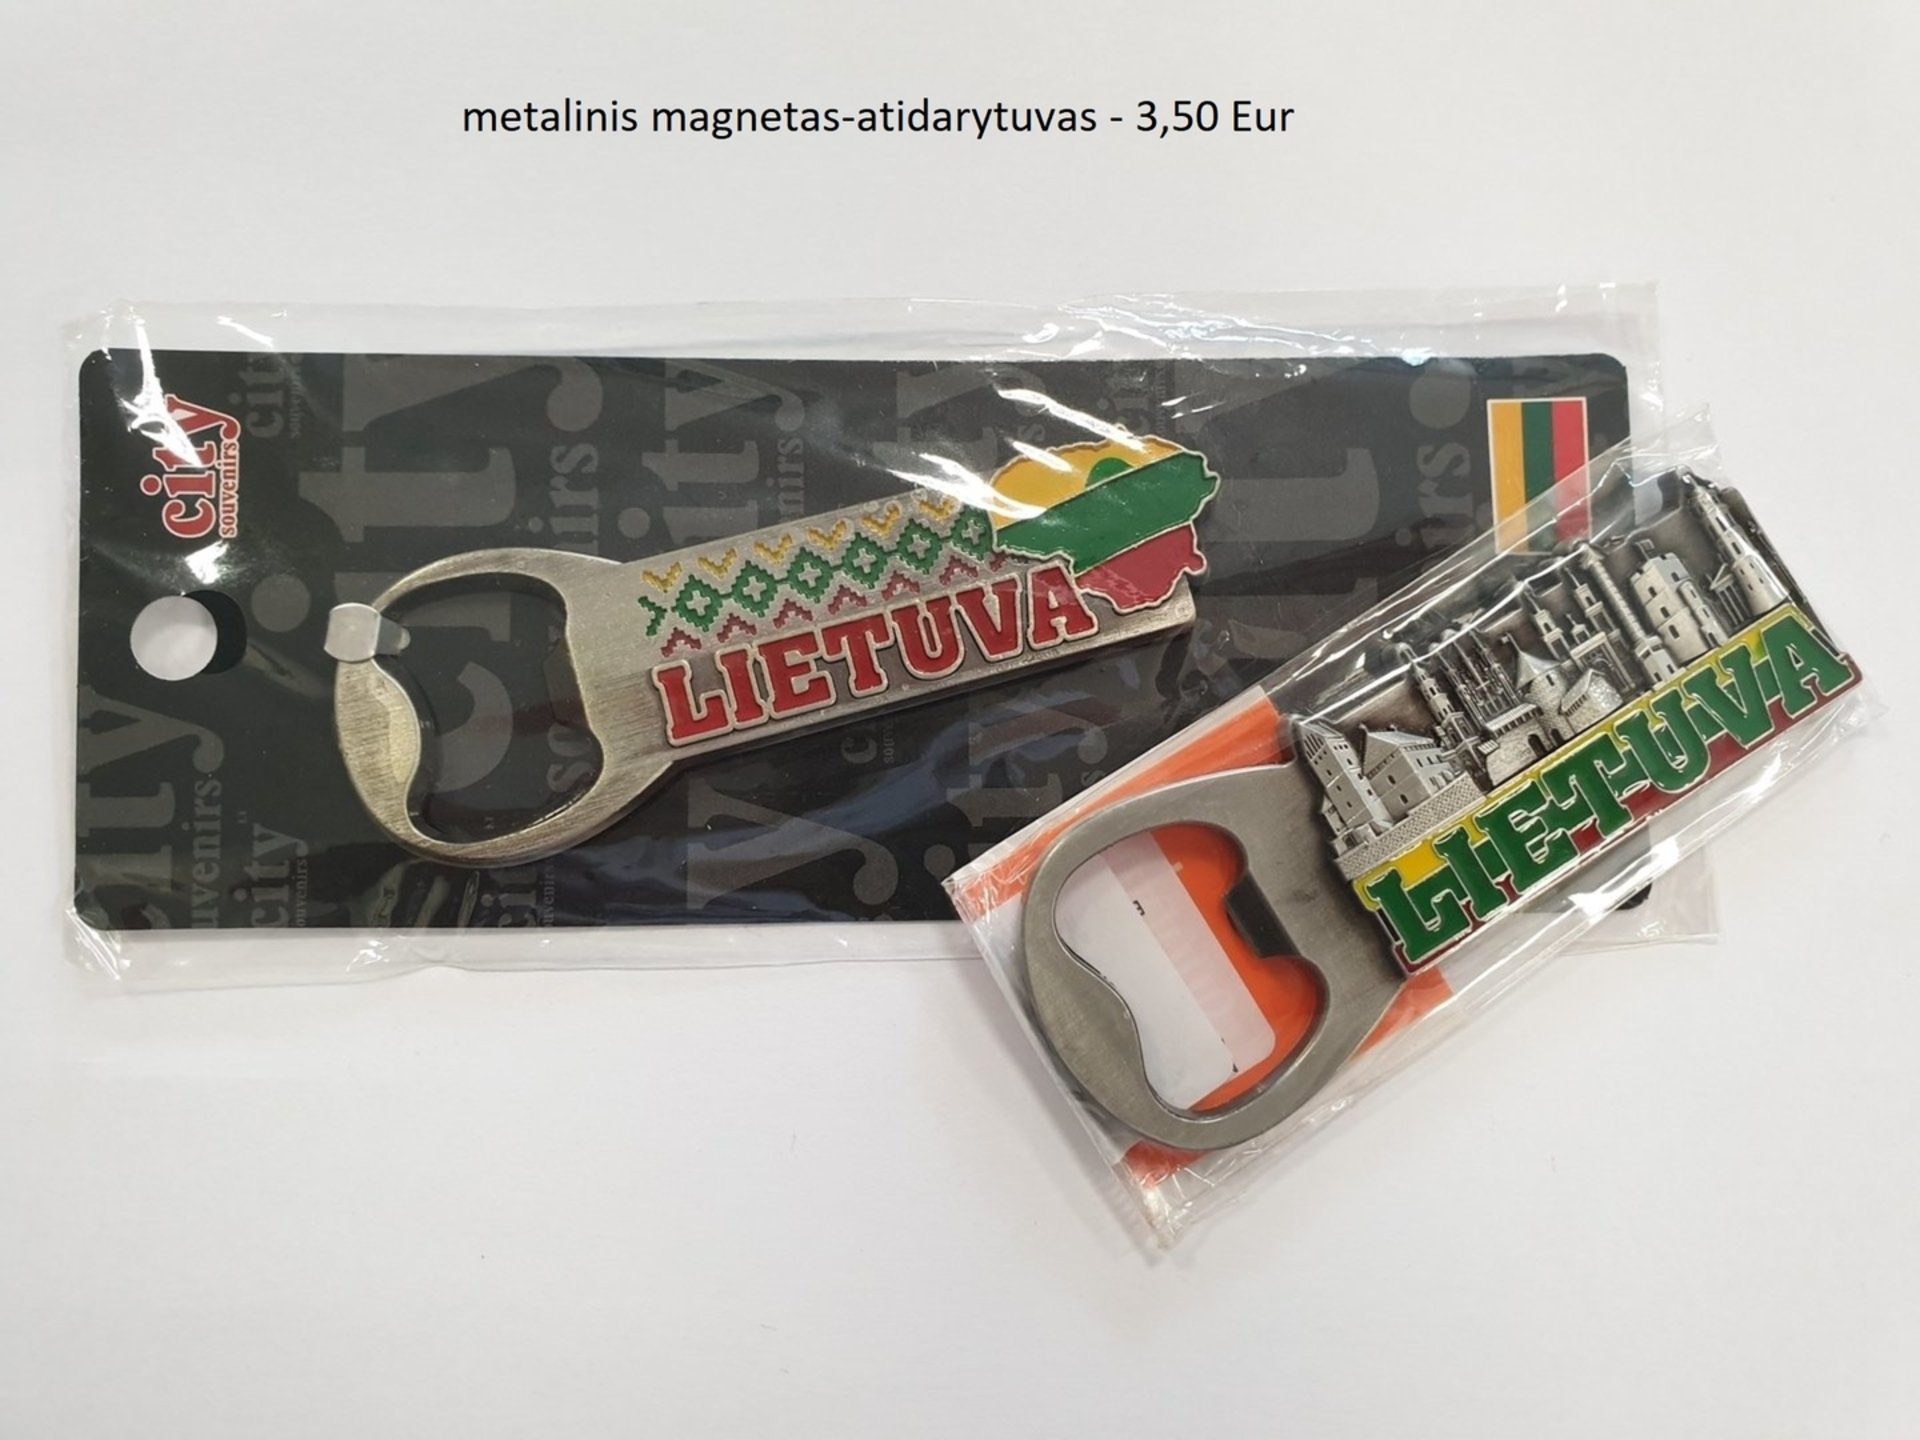 metalinis magnetas-atidarytuvas - 3,50 Eur
city
souvenirs
LIETUVA
LIETUVA